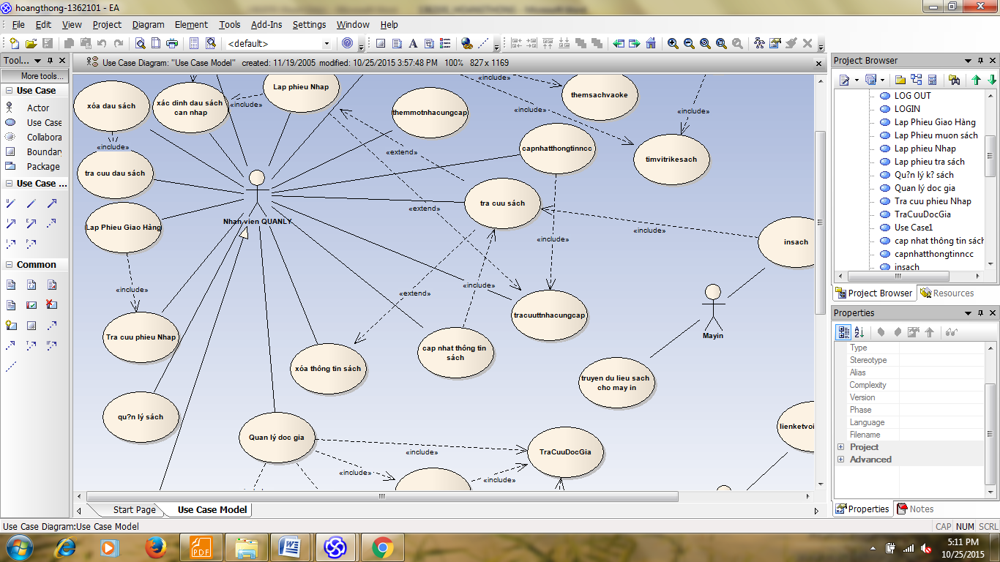 hoangthong-1362101 - EA
File Edit View Project Diagram Element Tools Add-Ins Settings Window Help
<default>
Tool...
More tools...
Use Case
Actor
Use Case
Collabora
Boundar
Package
Use Case ...
Common
Use Case Diagram: "Use Case Model" created: 11/19/2005 modified: 10/25/2015 3:57:48 PM 100% 827 x 1169
xóa dau sách
xác dinh dau sách
can nhap
Lap phieu Nhap
«include»
themmotnhacungcap
«include»
themsachvaoke
«include»
«include»
«include»
tra cuu dau sách
«extend»
capnhatthongtinncc
timvitrikesach
Lap Phieu Giao Hàng
Nhan vien QUANLY
tra cuu sách
«extend»
«include»
«include»
insach
«include»
«extend»
«include»
tracuuttnhacungcap
Mayin
Tra cuu phieu Nhap
xóa thông tin sách
cap nhat thông tin
sách
truyen du lieu sach
cho may in
qu?n lý sách
Quan lý doc gia
«include»
TraCuuDocGia
lienketvoi
«include»
«include»
Start Page
Use Case Model
Project Browser
LOG OUT
LOGIN
Lap Phieu Giao Hàng
Lap Phieu muon sách
Lap phieu Nhap
Lap phieu tra sách
Qu?n lý k? sách
Quan lý doc gia
Tra cuu phieu Nhap
TraCuuDocGia
Use Case1
cap nhat thông tin sách
capnhatthongtinncc
insach
Project Browser Resources
Properties
Type
Stereotype
Alias
Complexity
Version
Phase
Language
Filename
Project
Advanced
Properties Notes
Use Case Diagram:Use Case Model
CAP NUM SCRL
5:11 PM
10/25/2015